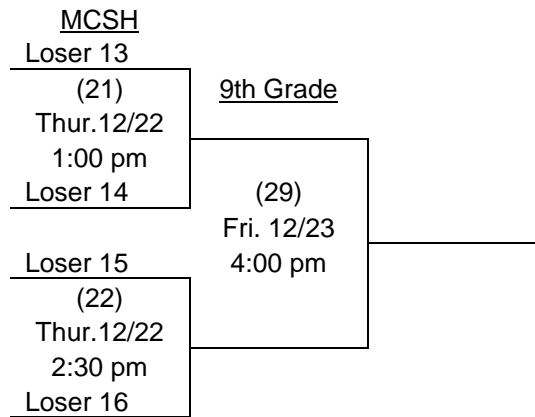 MCSH
Loser 13
(21)
Thur.12/22
1:00 pm
Loser 14
9th Grade
(29)
Fri. 12/23
4:00 pm
Loser 15
(22)
Thur.12/22
2:30 pm
Loser 16